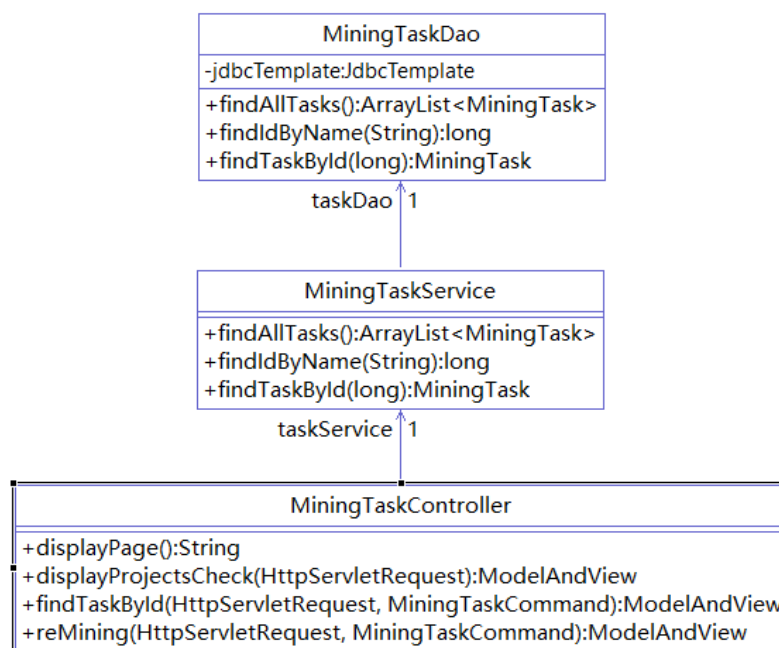 MiningTaskDao
-jdbcTemplate:JdbcTemplate
+findAllTasks():ArrayList<MiningTask>
+findIdByName(String):long
+findTaskById(long):MiningTask
taskDao 1
MiningTaskService
+findAllTasks():ArrayList<MiningTask>
+findIdByName(String):long
+findTaskById(long):MiningTask
taskService 1
MiningTaskController
+displayPage():String
+displayProjectsCheck(HttpServletRequest):ModelAndView
+findTaskById(HttpServletRequest, MiningTaskCommand):ModelAndView
+reMining(HttpServletRequest, MiningTaskCommand):ModelAndView